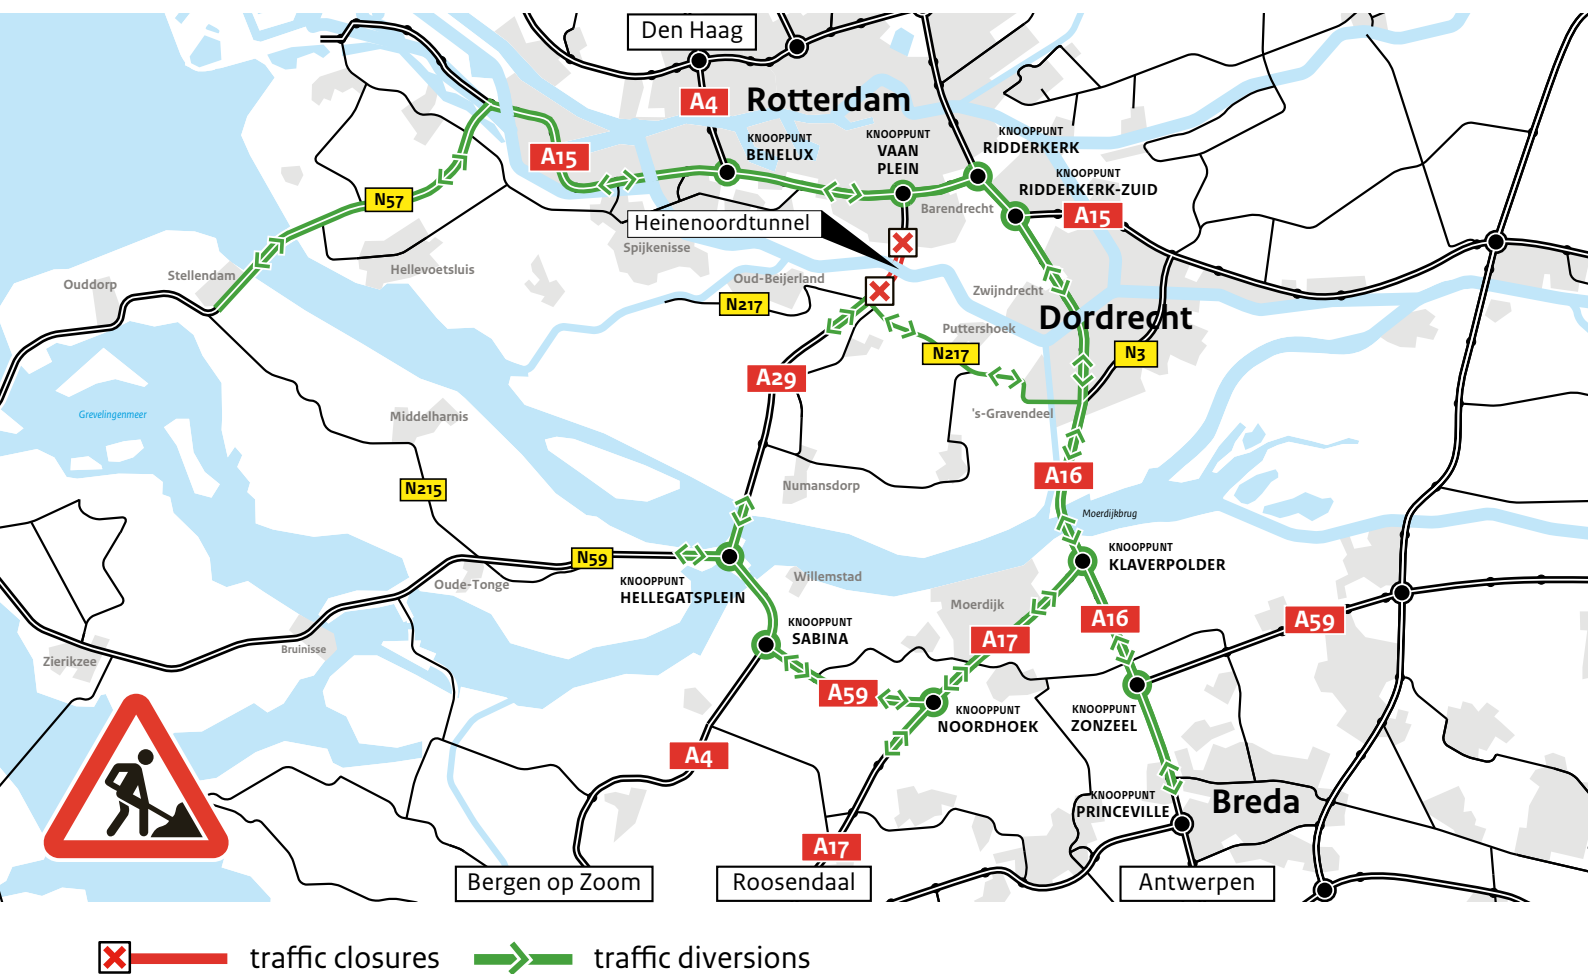 Den Haag
A4
Rotterdam
KNOOPPUNT
BENELUX
KNOOPPUNT
VAAN
PLEIN
KNOOPPUNT
RIDDERKERK
KNOOPPUNT
RIDDERKERK-ZUID
A15
A15
N57
Barendrecht
Heinenoordtunnel
Spijkenisse
Hellevoetsluis
Stellendam
Ouddorp
Oud-Beijerland
N217
Zwijndrecht
Dordrecht
Puttershoek
N217
N3
A29
Grevelingenmeer
Middelharnis
's-Gravendeel
N215
Numansdorp
A16
Moerdijkbrug
N59
KNOOPPUNT
HELLEGATSPLEIN
Oude-Tonge
Willemstad
KNOOPPUNT
KLAVERPOLDER
Moerdijk
A16
A59
KNOOPPUNT
SABINA
A17
Bruinisse
Zierikzee
A59
KNOOPPUNT
NOORDHOEK
KNOOPPUNT
ZONZEEL
A4
KNOOPPUNT
PRINCEVILLE
Breda
A17
Bergen op Zoom
Roosendaal
Antwerpen
traffic closures
traffic diversions